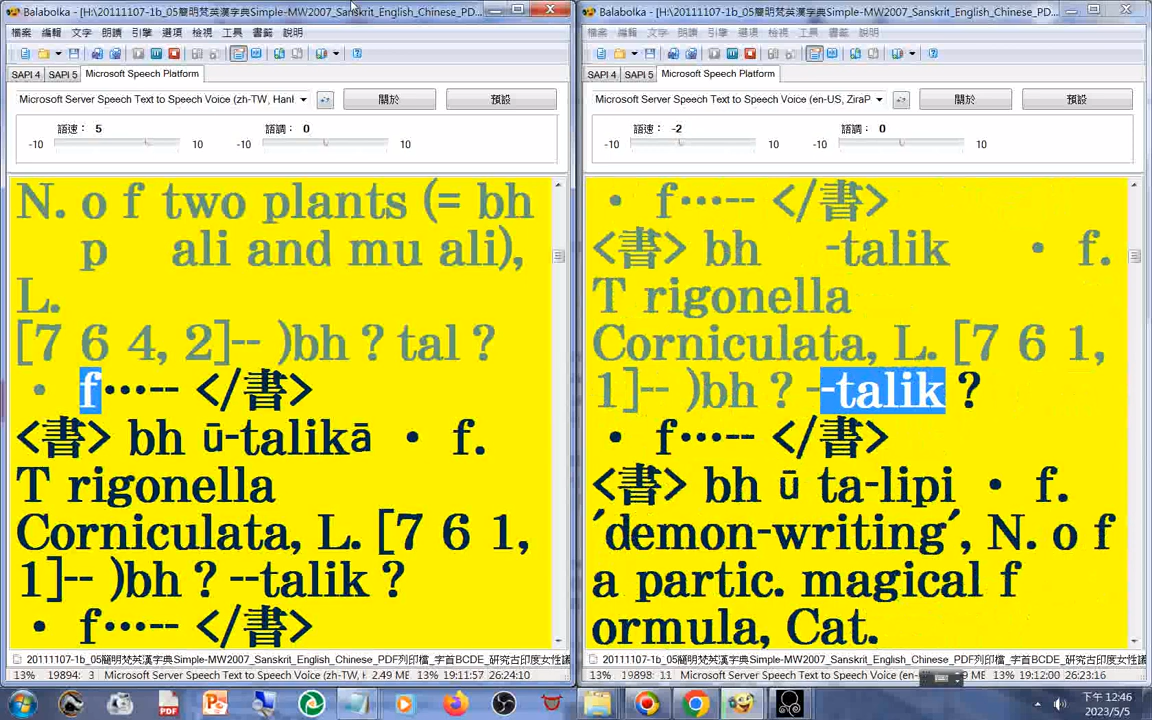 Balabolka - [H:\20111107-1b_05簡明梵英漢字典Simple-MW2007_Sanskrit_English_Chinese_PD...
檔案 編輯 文字 朗讀 引擎 選項 檢視 工具 書籤 說明
SAPI 4 SAPI 5 Microsoft Speech Platform
Microsoft Server Speech Text to Speech Voice (zh-TW, Hanl
關於
預設
語速： 5
語調： 0
-10 10 -10 10
N. o f two plants (= bh
p ali and mu ali),
L.
[7 6 4, 2]-- )bh ? tal ?
• f…-- </書>
<書> bh ū-talikā • f.
T rigonella
Corniculata, L. [7 6 1,
1]-- )bh ? --talik ?
• f…-- </書>
20111107-1b_05簡明梵英漢字典Simple-MW2007_Sanskrit_English_Chinese_PDF列印檔_字首BCDE_研究古印度女性議
13% 19894: 3 Microsoft Server Speech Text to Speech Voice (zh-TW, H 2.49 MB 13% 19:11:57 26:24:10
Balabolka - [H:\20111107-1b_05簡明梵英漢字典Simple-MW2007_Sanskrit_English_Chinese_PD...
檔案 編輯 文字 朗讀 引擎 選項 檢視 工具 書籤 說明
SAPI 4 SAPI 5 Microsoft Speech Platform
Microsoft Server Speech Text to Speech Voice (en-US, ZiraP
關於
預設
語速： -2
語調： 0
-10 10 -10 10
• f…-- </書>
<書> bh -talik • f.
T rigonella
Corniculata, L. [7 6 1,
1]-- )bh ? --talik ?
• f…-- </書>
<書> bh ū ta-lipi • f.
′demon-writing′, N. o f
a partic. magical f
ormula, Cat.
20111107-1b_05簡明梵英漢字典Simple-MW2007_Sanskrit_English_Chinese_PDF列印檔_字首BCDE_研究古印度女性議
13% 19898: 11 Microsoft Server Speech Text to Speech Voice (en-US, 9 MB 13% 19:12:00 26:23:16
下午 12:46
2023/5/5